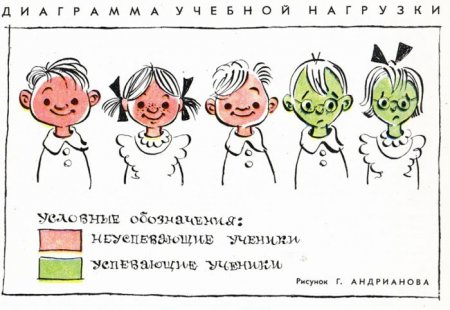 ДИАГРАММА УЧЕБНОЙ НАГРУЗКИ
УСЛОВНЫЕ ОБОЗНАЧЕНИЯ:
НЕУСПЕВАЮЩИЕ УЧЕНИКИ
УСПЕВАЮЩИЕ УЧЕНИКИ
Рисунок Г. АНДРИАНОВА